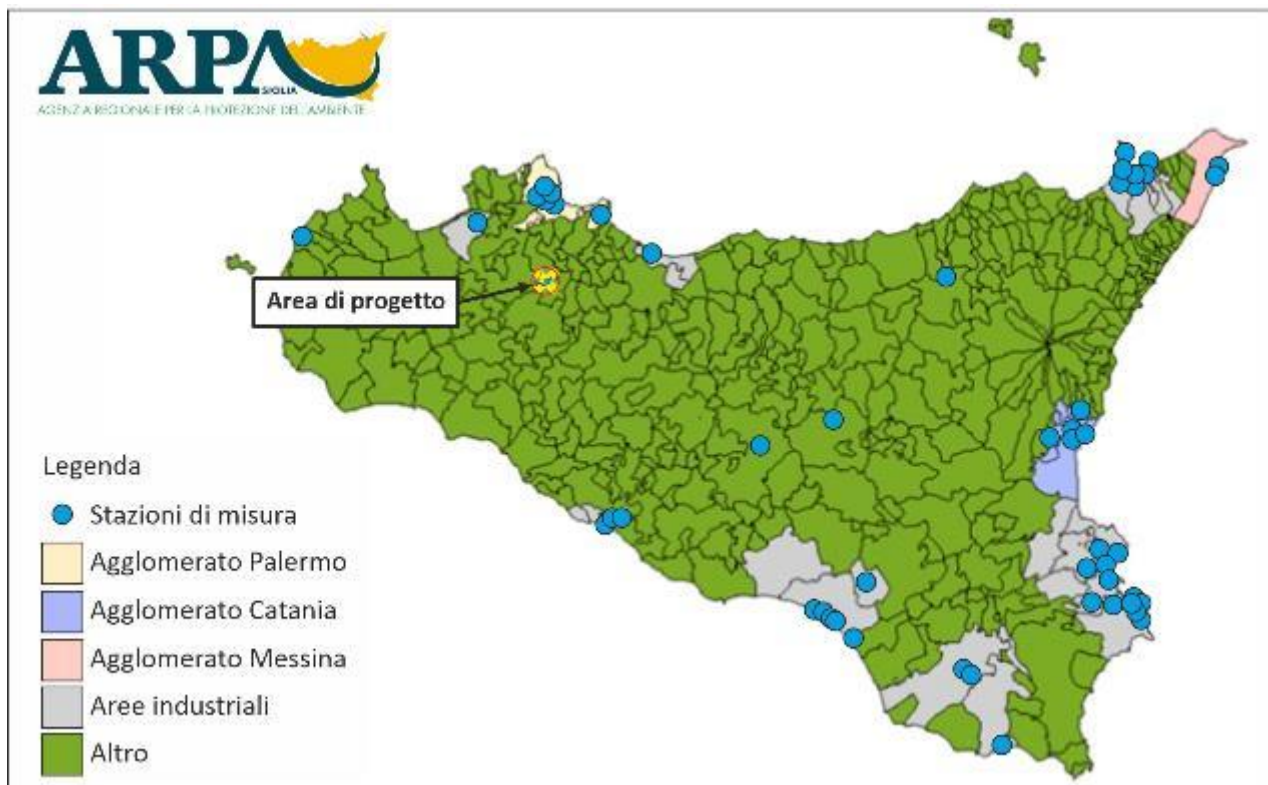 ARPA
SICILIA
AGENZIA REGIONALE PER LA PROTEZIONE DELL'AMBIENTE
Area di progetto
Legenda
Stazioni di misura
Agglomerato Palermo
Agglomerato Catania
Agglomerato Messina
Aree industriali
Altro